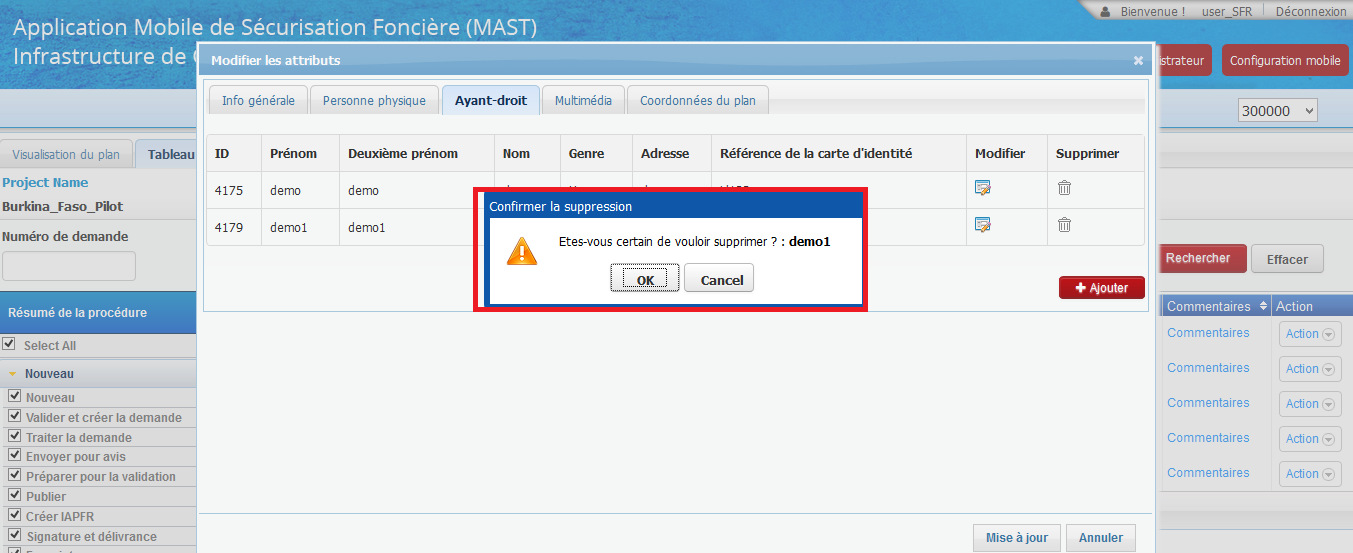 Bienvenue !
user_SFR
Déconnexion
Application Mobile de Sécurisation Foncière (MAST)
Infrastructure de
Modifier les attributs
Configuration mobile
Info générale
Personne physique
Ayant-droit
Multimédia
Coordonnées du plan
300000
Visualisation du plan
Tableau
ID Prénom Deuxième prénom Nom Genre Adresse Référence de la carte d'identité Modifier Supprimer
4175 demo demo
4179 demo1 demo1
Project Name
Burkina_Faso_Pilot
Numéro de demande
Confirmer la suppression
Etes-vous certain de vouloir supprimer ? : demo1
OK
Cancel
Ajouter
Rechercher
Effacer
Résumé de la procédure
Select All
Nouveau
Nouveau
Valider et créer la demande
Traiter la demande
Envoyer pour avis
Préparer pour la validation
Publier
Créer IAPFR
Signature et délivrance
Commentaires Action
Commentaires Action
Commentaires Action
Commentaires Action
Commentaires Action
Commentaires Action
Mise à jour
Annuler